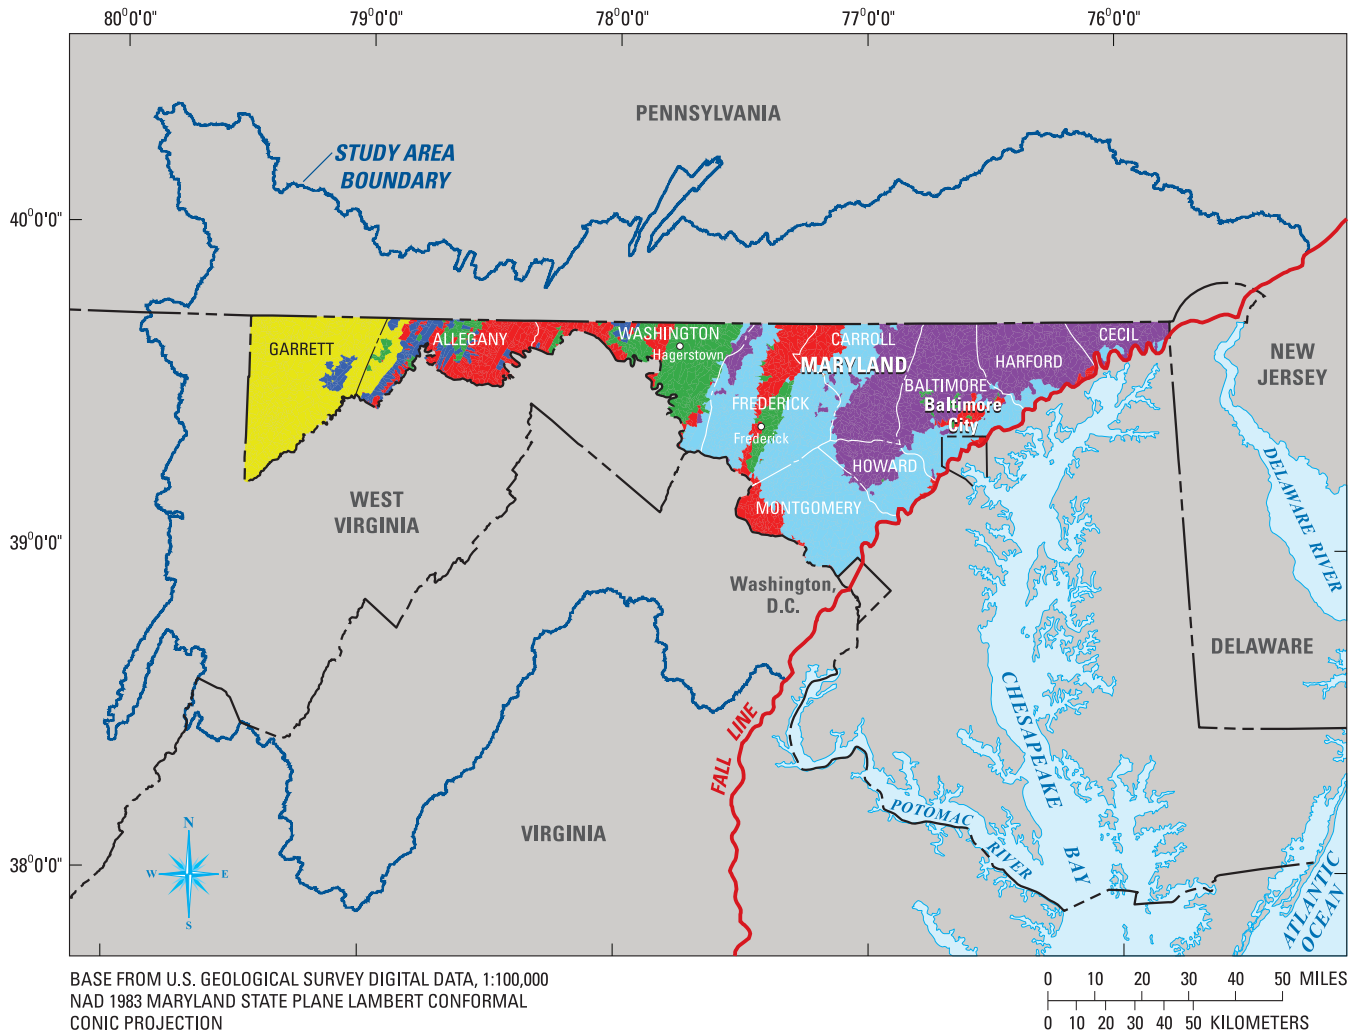 80°0'0"
79°0'0"
78°0'0"
77°0'0"
76°0'0"
PENNSYLVANIA
STUDY AREA
BOUNDARY
40°0'0"
GARRETT
ALLEGANY
WASHINGTON
Hagerstown
CARROLL
MARYLAND
CECIL
HARFORD
NEW
JERSEY
BALTIMORE
Baltimore
City
FREDERICK
Frederick
HOWARD
MONTGOMERY
WEST
VIRGINIA
DELAWARE RIVER
39°0'0"
Washington,
D.C.
DELAWARE
CHESAPEAKE
BAY
FALL LINE
POTOMAC
RIVER
VIRGINIA
38°0'0"
N
W
E
S
ATLANTIC
OCEAN
BASE FROM U.S. GEOLOGICAL SURVEY DIGITAL DATA, 1:100,000
NAD 1983 MARYLAND STATE PLANE LAMBERT CONFORMAL
CONIC PROJECTION
0 10 20 30 40 50 MILES
0 10 20 30 40 50 KILOMETERS